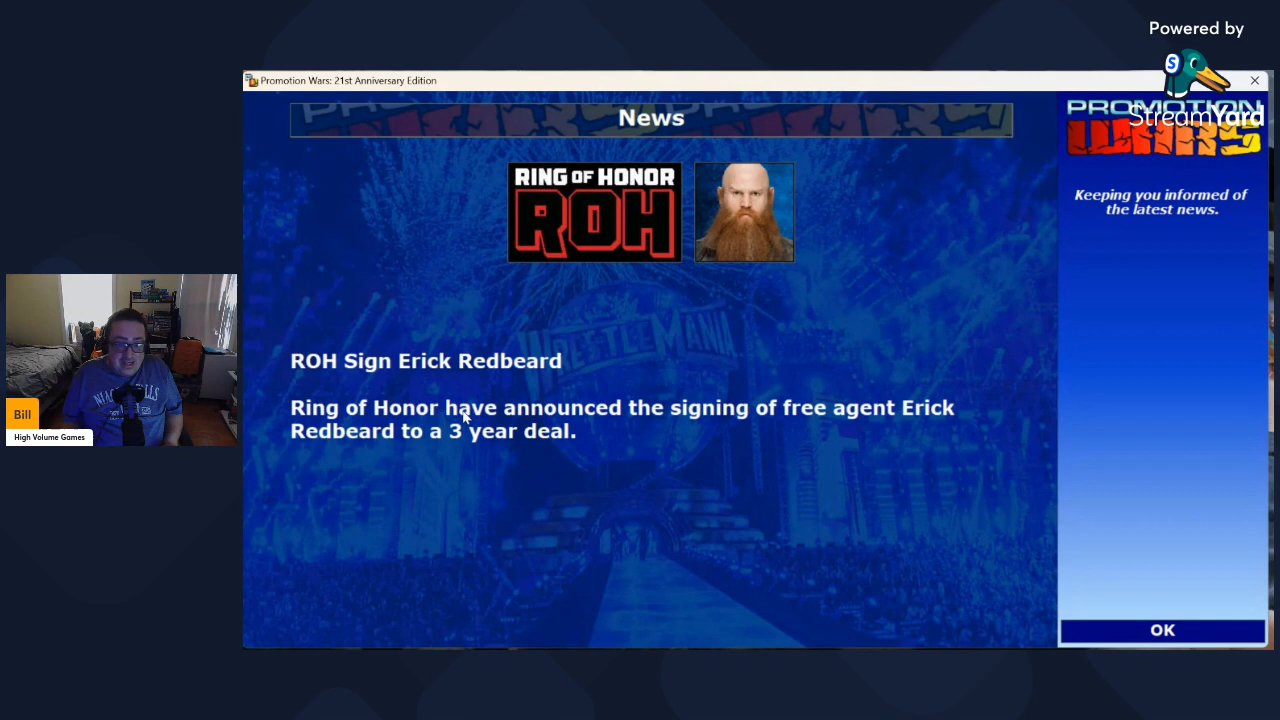 Powered by
StreamYard
Promotion Wars: 21st Anniversary Edition
News
PROMOTION
WARS
RING OF HONOR
ROH
Keeping you informed of
the latest news.
WRESTLEMANIA
ROH Sign Erick Redbeard
Ring of Honor have announced the signing of free agent Erick
Redbeard to a 3 year deal.
Bill
High Volume Games
OK